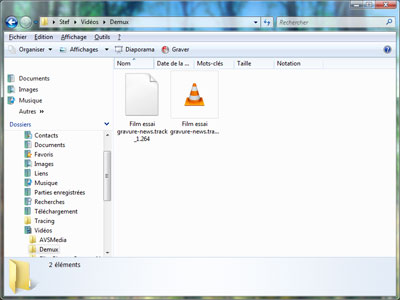 Stef ▸ Vidéos ▸ Demux
Rechercher
Fichier Edition Affichage Outils ?
Organiser Affichages Diaporama Graver
Nom Date de la ... Mots-clés Taille Notation
Documents
Images
Musique
Autres »
Dossiers
Contacts
Documents
Favoris
Images
Liens
Musique
Parties enregistrées
Recherches
Téléchargement
Tracing
Vidéos
AVSMedia
Demux
Film essai
gravure-news.track
_1.264
Film essai
gravure-news.tra...
2 éléments